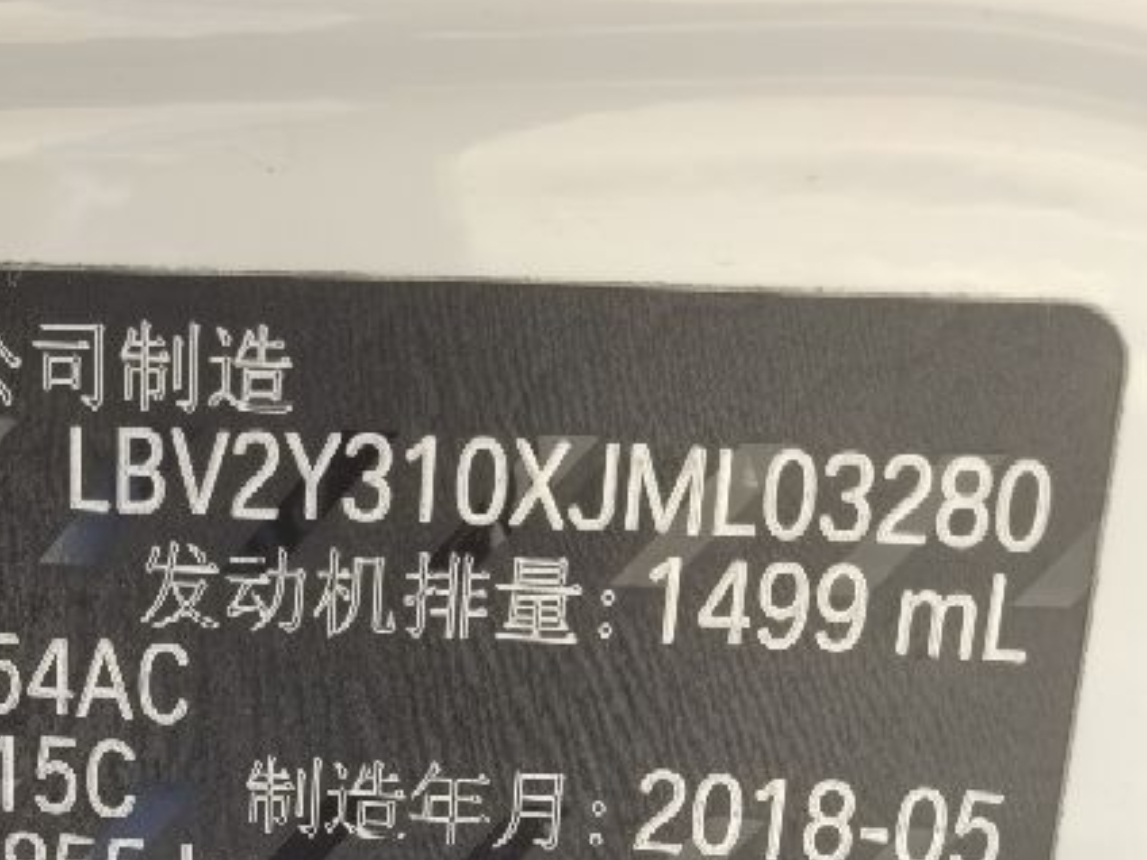 公司制造
LBV2Y310XJML03280
发动机排量：1499 mL
54AC
15C
制造年月：2018-05